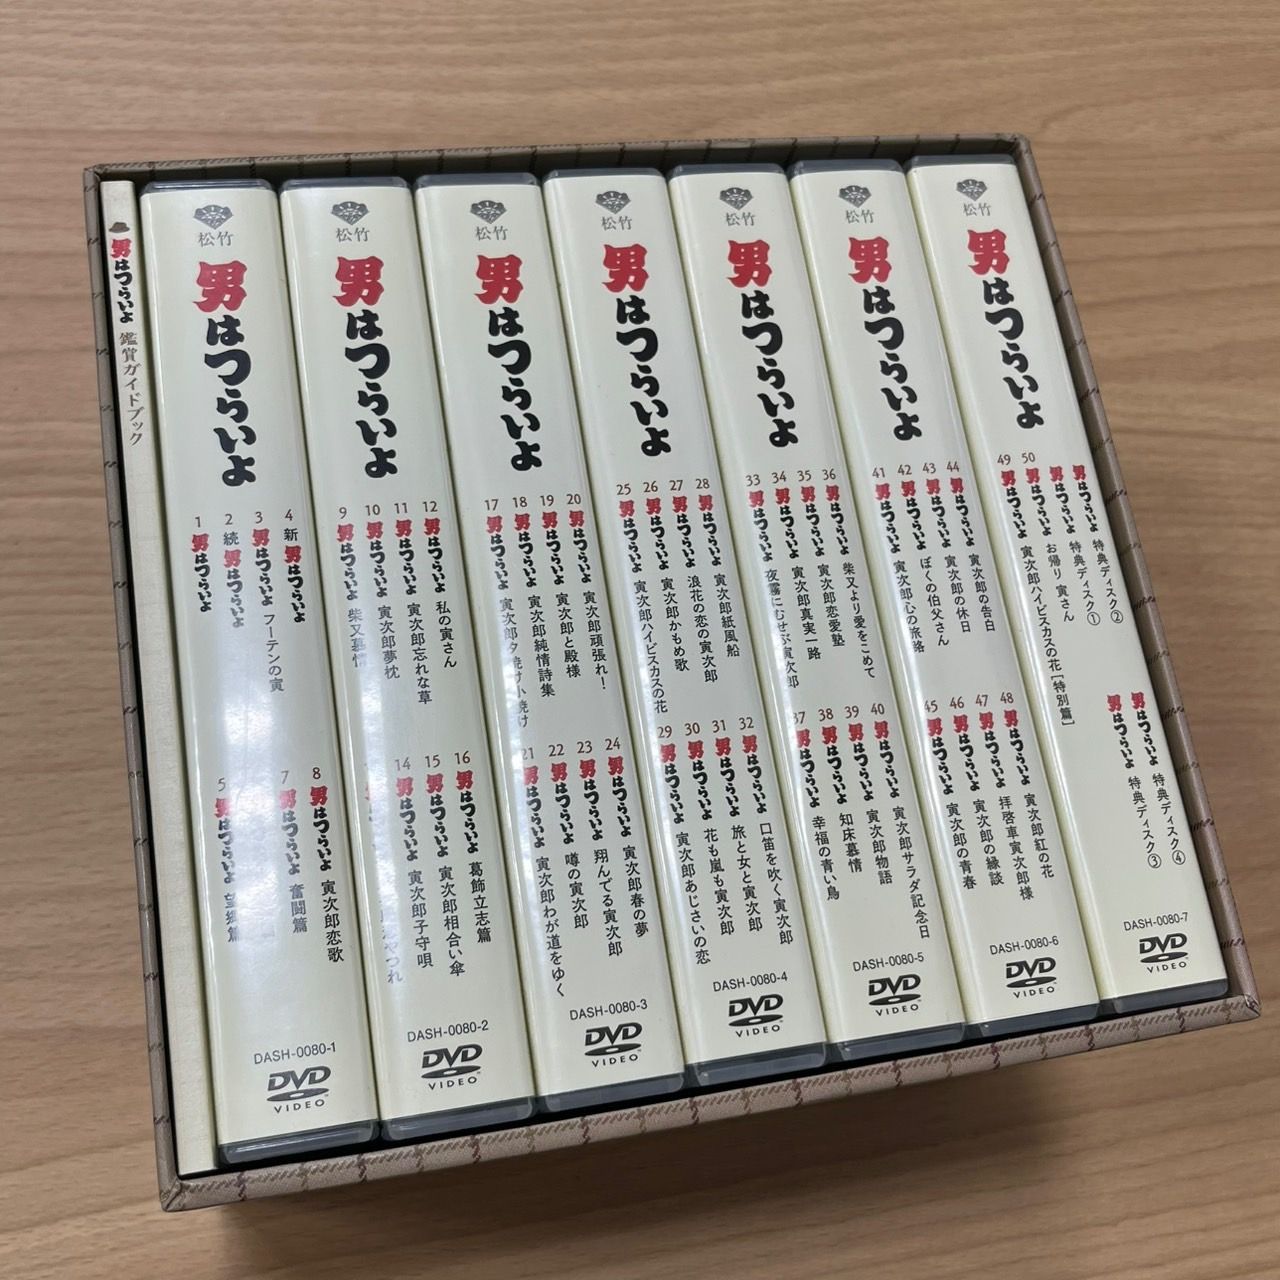 男はつらいよ 鑑賞ガイドブック
松竹
男はつらいよ
1 男はつらいよ
2 続 男はつらいよ
3 男はつらいよ フーテンの寅
4 新 男はつらいよ
5 男はつらいよ 望郷篇
7 男はつらいよ 奮闘篇
8 男はつらいよ 寅次郎恋歌
DASH-0080-1
DVD
VIDEO
松竹
男はつらいよ
9 男はつらいよ 柴又慕情
10 男はつらいよ 寅次郎夢枕
11 男はつらいよ 寅次郎忘れな草
12 男はつらいよ 私の寅さん
14 男はつらいよ 寅次郎子守唄
15 男はつらいよ 寅次郎相合い傘
16 男はつらいよ 葛飾立志篇
DASH-0080-2
DVD
VIDEO
松竹
男はつらいよ
17 男はつらいよ 寅次郎夕焼け小焼け
18 男はつらいよ 寅次郎純情詩集
19 男はつらいよ 寅次郎と殿様
20 男はつらいよ 寅次郎頑張れ!
21 男はつらいよ 寅次郎わが道をゆく
22 男はつらいよ 噂の寅次郎
23 男はつらいよ 翔んでる寅次郎
24 男はつらいよ 寅次郎春の夢
DASH-0080-3
DVD
VIDEO
松竹
男はつらいよ
25 男はつらいよ 寅次郎ハイビスカスの花
26 男はつらいよ 寅次郎かもめ歌
27 男はつらいよ 浪花の恋の寅次郎
28 男はつらいよ 寅次郎紙風船
29 男はつらいよ 寅次郎あじさいの恋
30 男はつらいよ 花も嵐も寅次郎
31 男はつらいよ 旅と女と寅次郎
32 男はつらいよ 口笛を吹く寅次郎
DASH-0080-4
DVD
VIDEO
松竹
男はつらいよ
33 男はつらいよ 夜霧にむせぶ寅次郎
34 男はつらいよ 寅次郎真実一路
35 男はつらいよ 寅次郎恋愛塾
36 男はつらいよ 柴又より愛をこめて
37 男はつらいよ 幸福の青い鳥
38 男はつらいよ 知床慕情
39 男はつらいよ 寅次郎物語
40 男はつらいよ 寅次郎サラダ記念日
DASH-0080-5
DVD
VIDEO
松竹
男はつらいよ
41 男はつらいよ 寅次郎心の旅路
42 男はつらいよ ぼくの伯父さん
43 男はつらいよ 寅次郎の休日
44 男はつらいよ 寅次郎の告白
45 男はつらいよ 寅次郎の青春
46 男はつらいよ 寅次郎の縁談
47 男はつらいよ 拝啓車寅次郎様
48 男はつらいよ 寅次郎紅の花
DASH-0080-6
DVD
VIDEO
松竹
男はつらいよ
49 男はつらいよ 寅次郎ハイビスカスの花[特別篇]
50 男はつらいよ お帰り 寅さん
男はつらいよ 特典ディスク①
男はつらいよ 特典ディスク②
男はつらいよ 特典ディスク③
男はつらいよ 特典ディスク④
DASH-0080-7
DVD
VIDEO